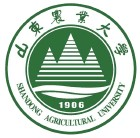 山東農業大學
1906
SHANDONG AGRICULTURAL UNIVERSITY